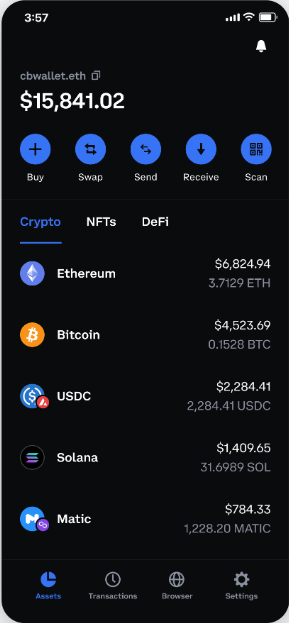 3:57
cbwallet.eth
$15,841.02
Buy Swap Send Receive Scan
Crypto NFTs DeFi
Ethereum $6,824.94
3.7129 ETH
Bitcoin $4,523.69
0.1528 BTC
USDC $2,284.41
2,284.41 USDC
Solana $1,409.65
31.6989 SOL
Matic $784.33
1,228.20 MATIC
Assets Transactions Browser Settings